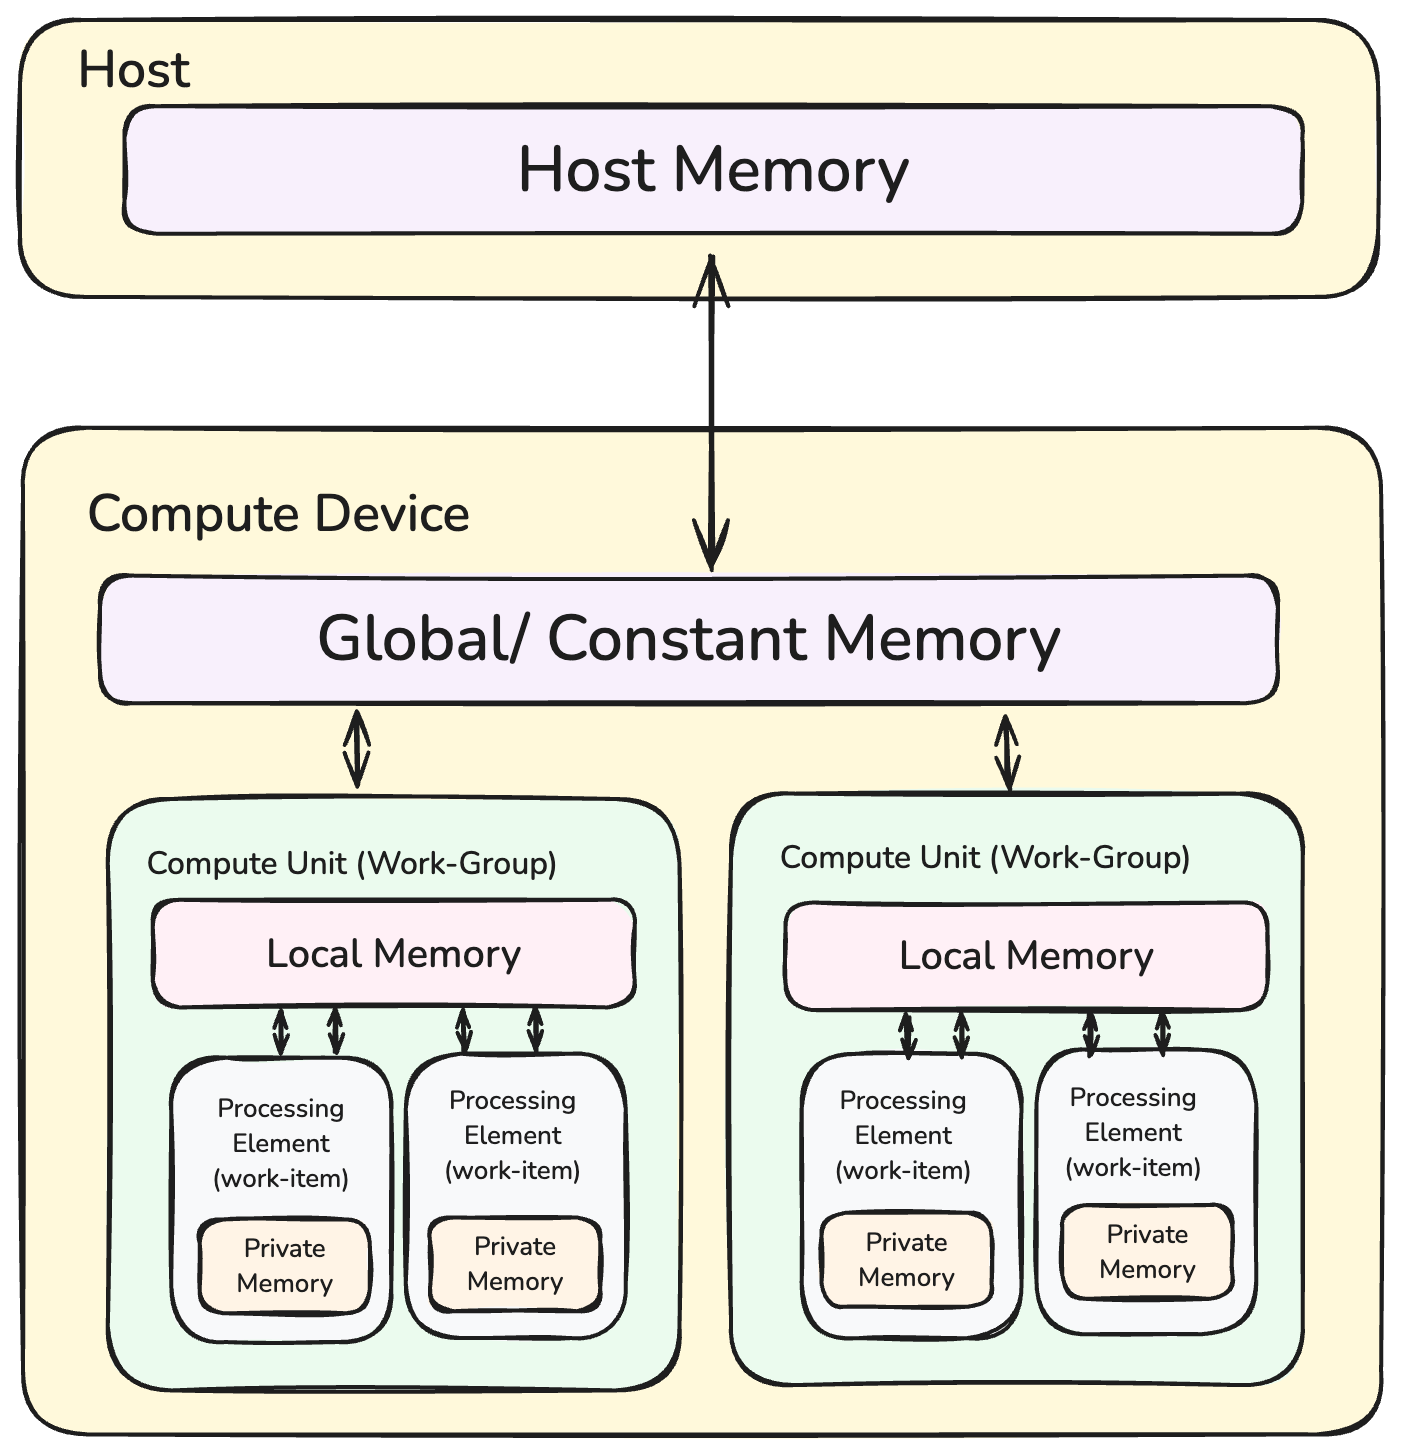 Host
Host Memory
Compute Device
Global/ Constant Memory
Compute Unit (Work-Group)
Local Memory
Processing
Element
(work-item)
Private
Memory
Processing
Element
(work-item)
Private
Memory
Compute Unit (Work-Group)
Local Memory
Processing
Element
(work-item)
Private
Memory
Processing
Element
(work-item)
Private
Memory